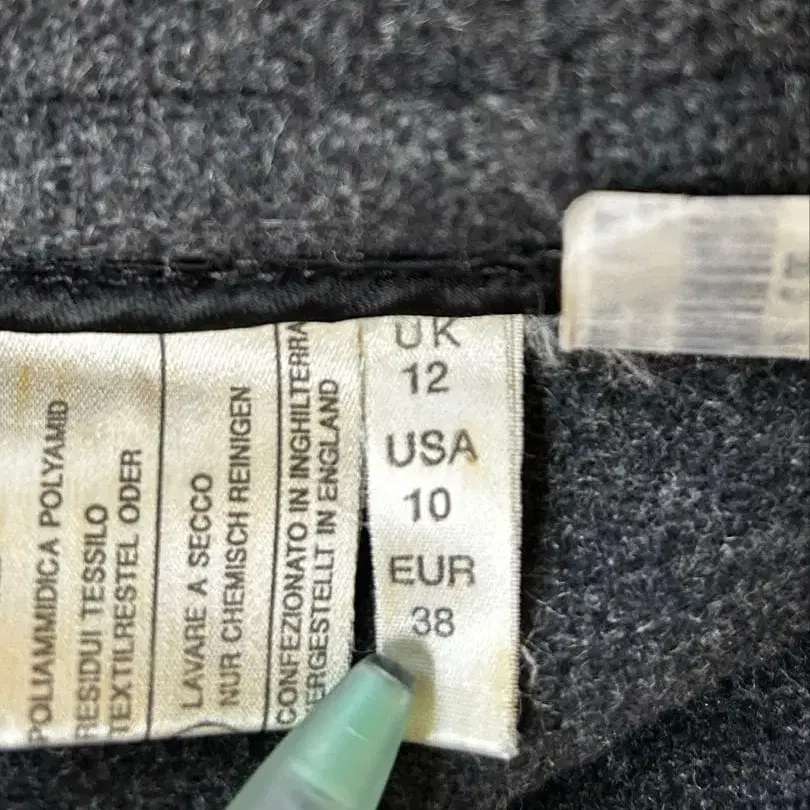 POLIAMMIDICA POLYAMID
RESIDUI TESSILO
TEXTILRESTEL ODER
LAVARE A SECCO
NUR CHEMISCH REINIGEN
CONFEZIONATO IN INGHILTERRA
ERGESTELLT IN ENGLAND
UK
12
USA
10
EUR
38